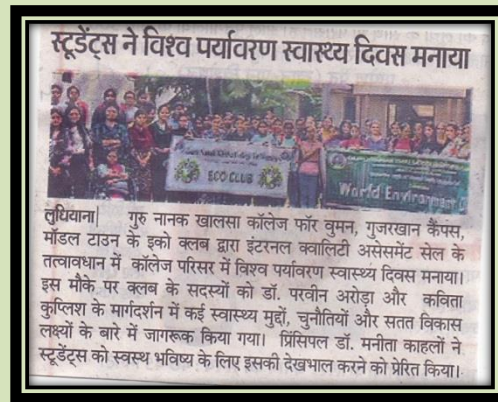 स्टूडेंट्स ने विश्व पर्यावरण स्वास्थ्य दिवस मनाया
ECO CLUB
World Environment
लुधियाना| गुरु नानक खालसा कॉलेज फॉर वुमन, गुजरखान कैंपस,
मॉडल टाउन के इको क्लब द्वारा इंटरनल क्वालिटी असेसमेंट सेल के
तत्वावधान में कॉलेज परिसर में विश्व पर्यावरण स्वास्थ्य दिवस मनाया।
इस मौके पर क्लब के सदस्यों को डॉ. परवीन अरोड़ा और कविता
कुप्लिश के मार्गदर्शन में कई स्वास्थ्य मुद्दों, चुनौतियों और सतत विकास
लक्ष्यों के बारे में जागरूक किया गया। प्रिंसिपल डॉ. मनीता काहलों ने
स्टूडेंट्स को स्वस्थ भविष्य के लिए इसकी देखभाल करने को प्रेरित किया।